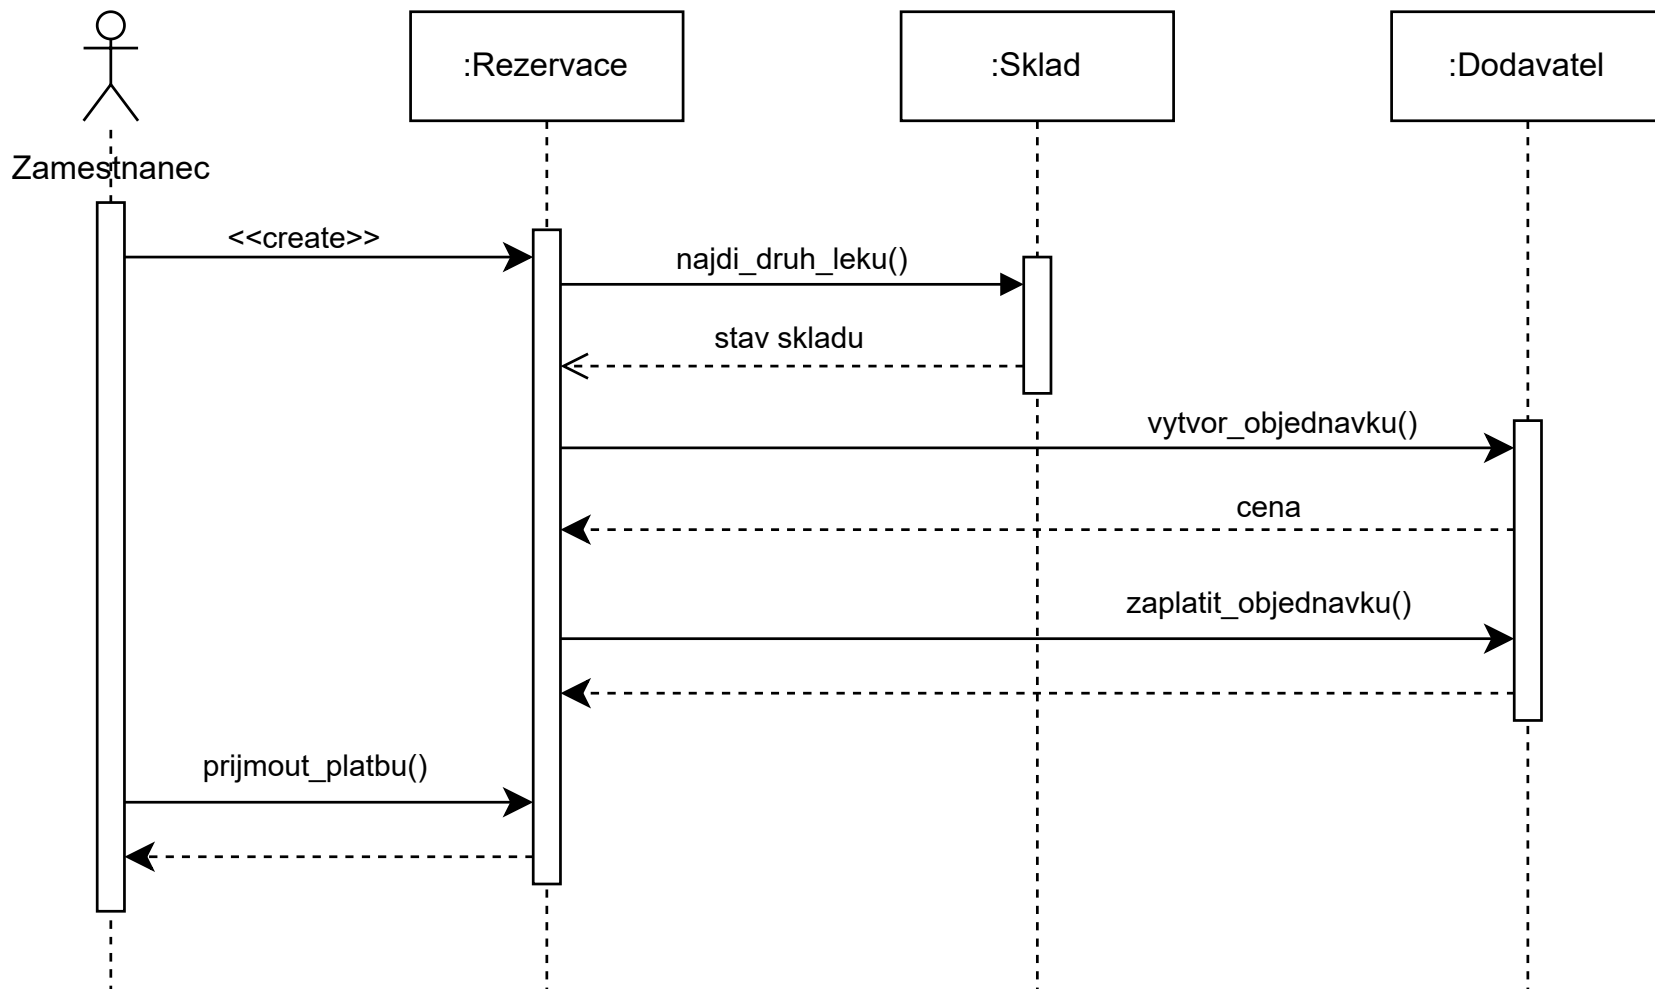 :Rezervace
:Sklad
:Dodavatel
Zamestnanec
<<create>>
najdi_druh_leku()
stav skladu
vytvor_objednavku()
cena
zaplatit_objednavku()
prijmout_platbu()